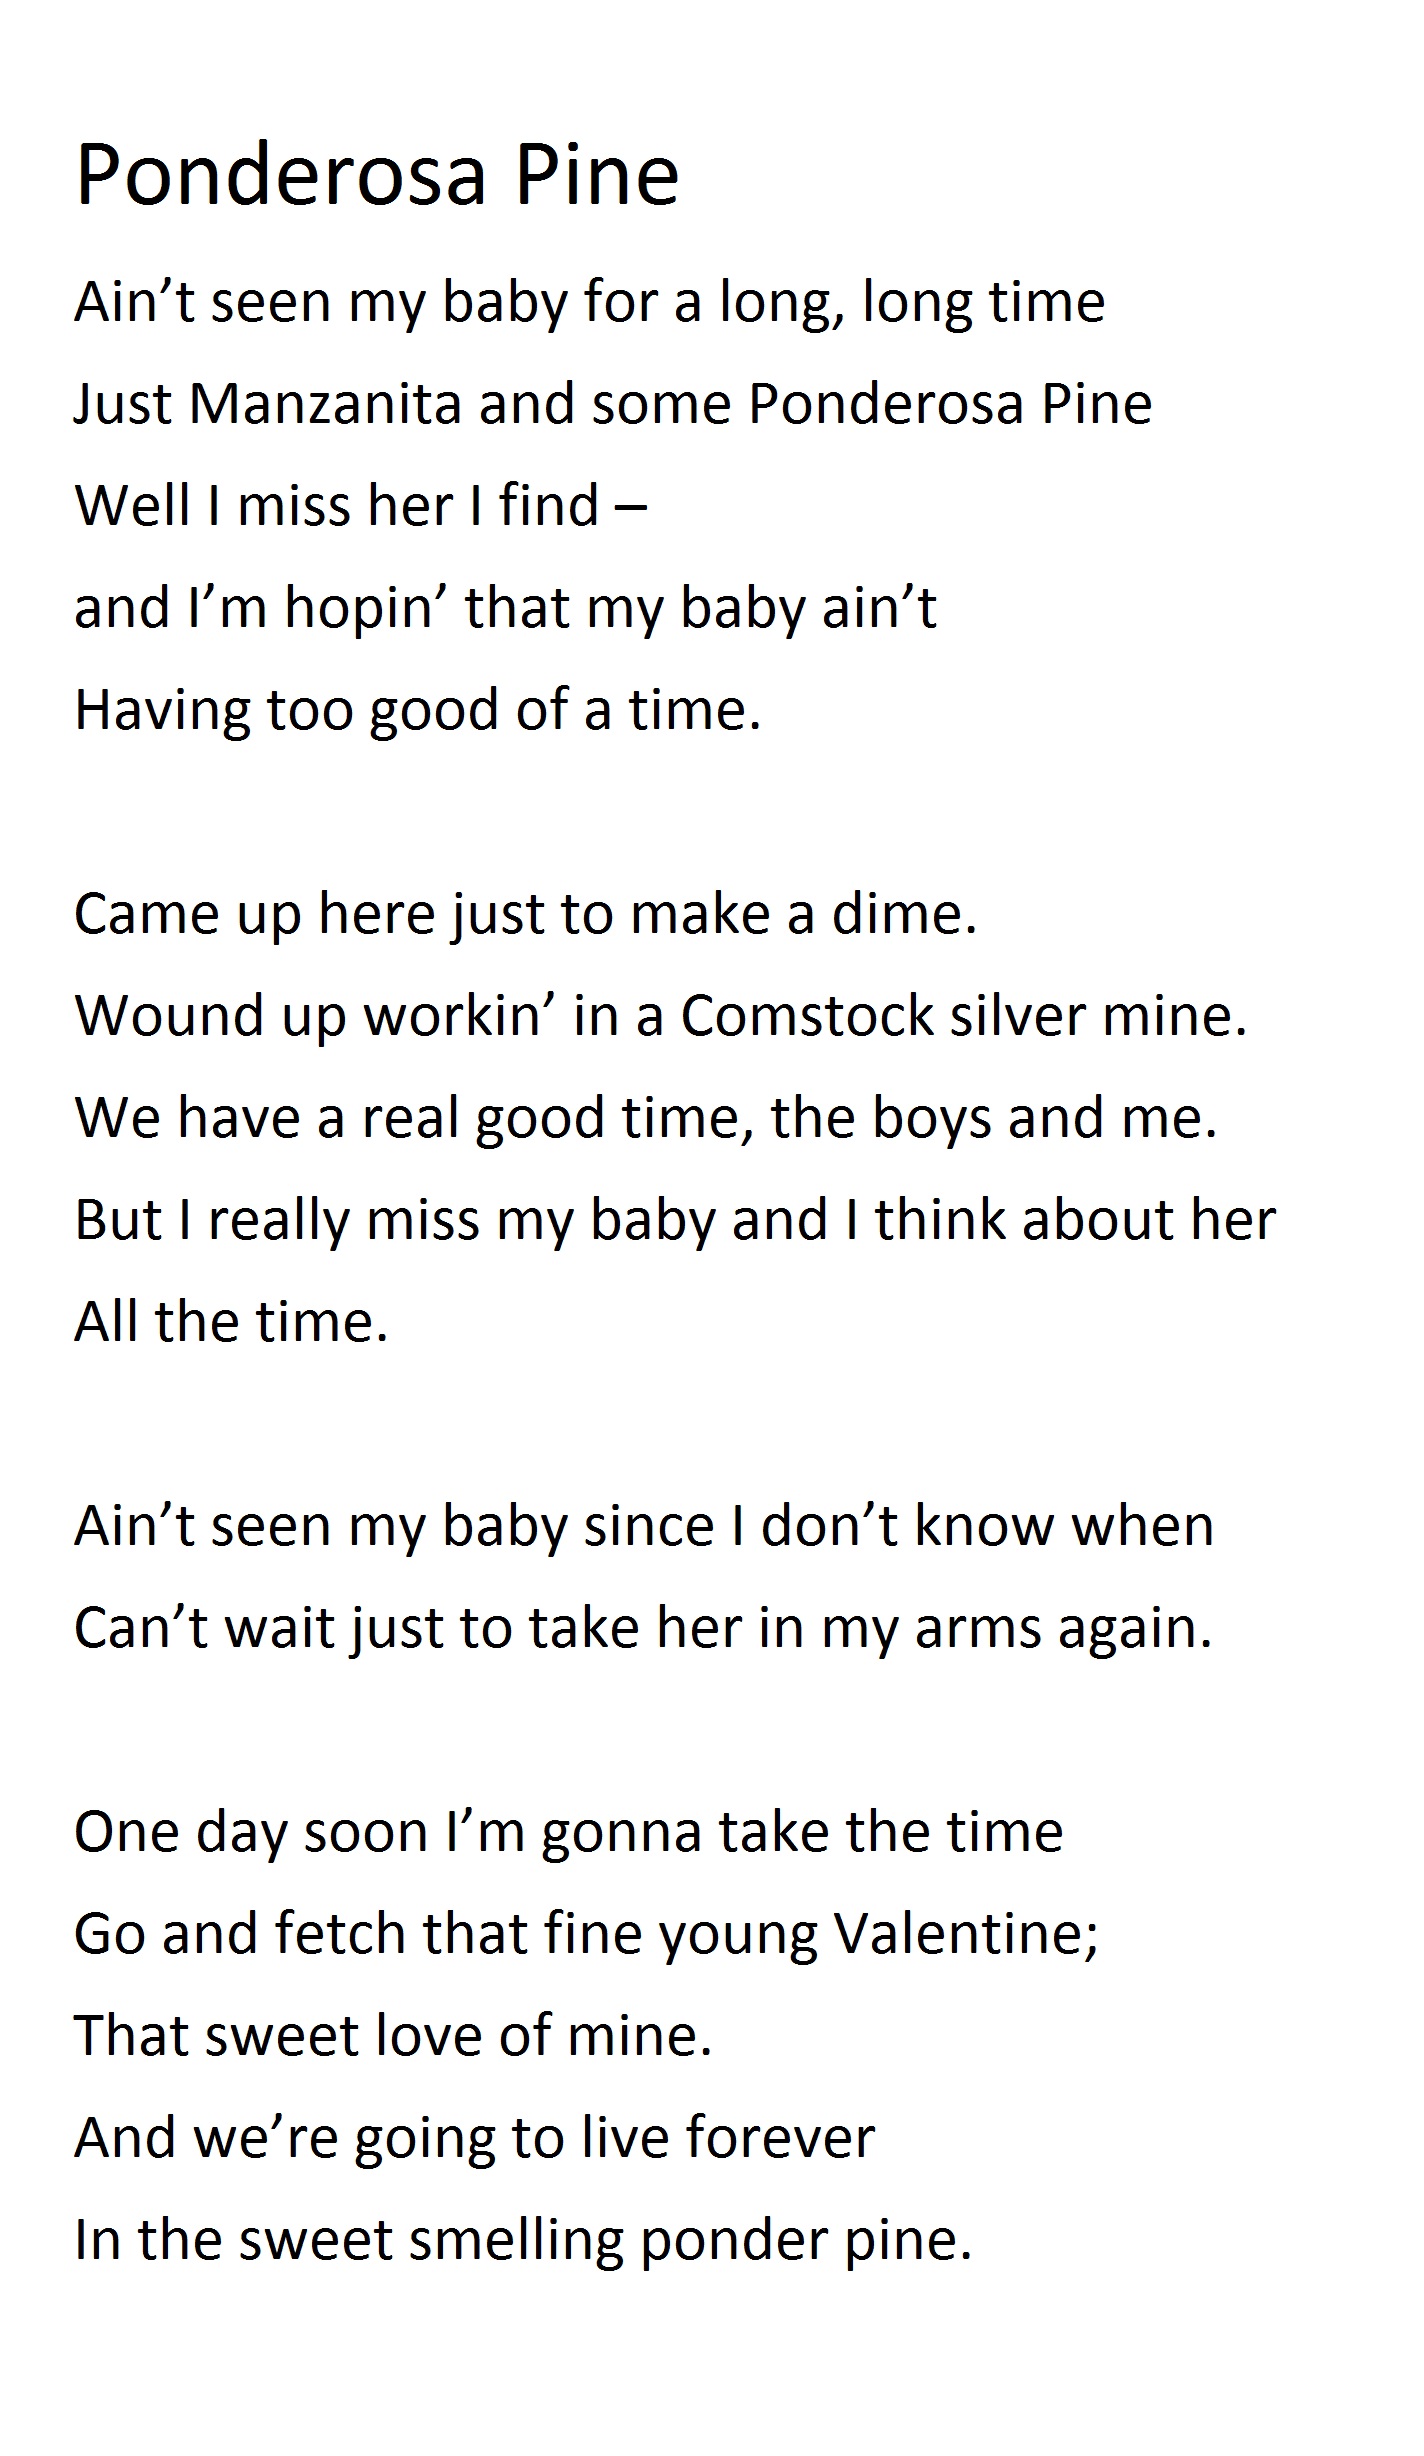 Ponderosa Pine
Ain’t seen my baby for a long, long time
Just Manzanita and some Ponderosa Pine
Well I miss her I find –
and I’m hopin’ that my baby ain’t
Having too good of a time.
Came up here just to make a dime.
Wound up workin’ in a Comstock silver mine.
We have a real good time, the boys and me.
But I really miss my baby and I think about her
All the time.
Ain’t seen my baby since I don’t know when
Can’t wait just to take her in my arms again.
One day soon I’m gonna take the time
Go and fetch that fine young Valentine;
That sweet love of mine.
And we’re going to live forever
In the sweet smelling ponder pine.